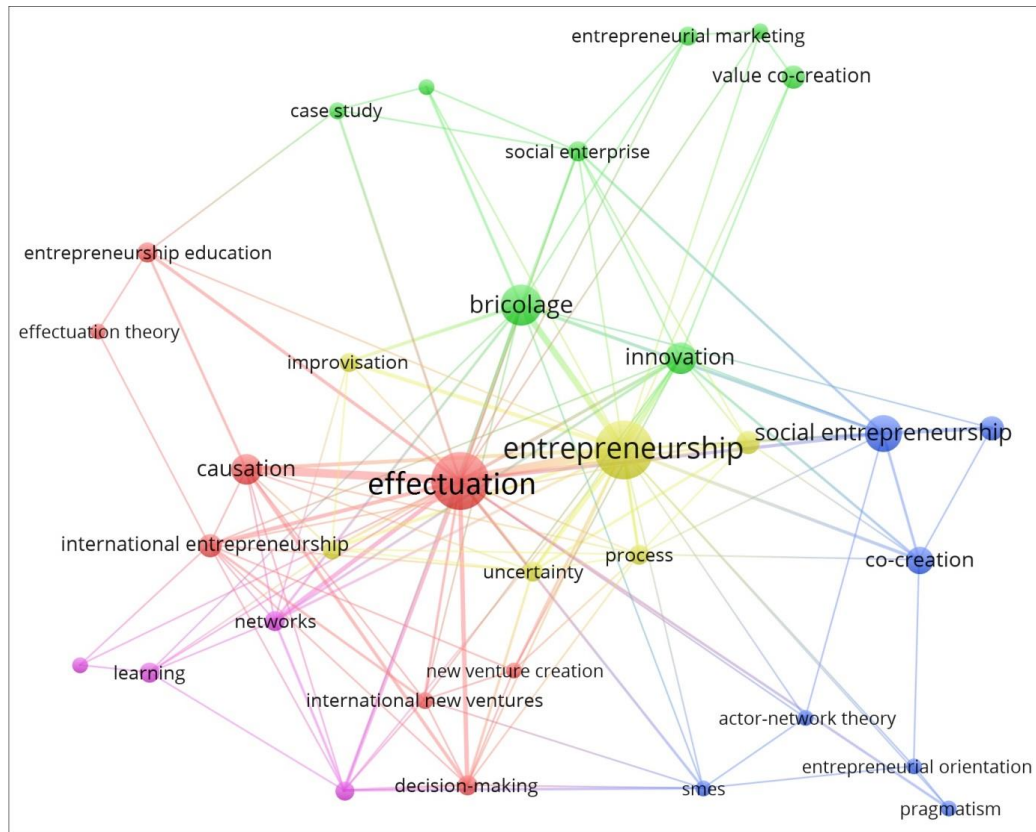 entrepreneurial marketing
value co-creation
case study
social enterprise
entrepreneurship education
bricolage
effectuation theory
improvisation
innovation
social entrepreneurship
entrepreneurship
causation
effectuation
international entrepreneurship
process
co-creation
uncertainty
networks
learning
new venture creation
international new ventures
actor-network theory
entrepreneurial orientation
decision-making
smes
pragmatism